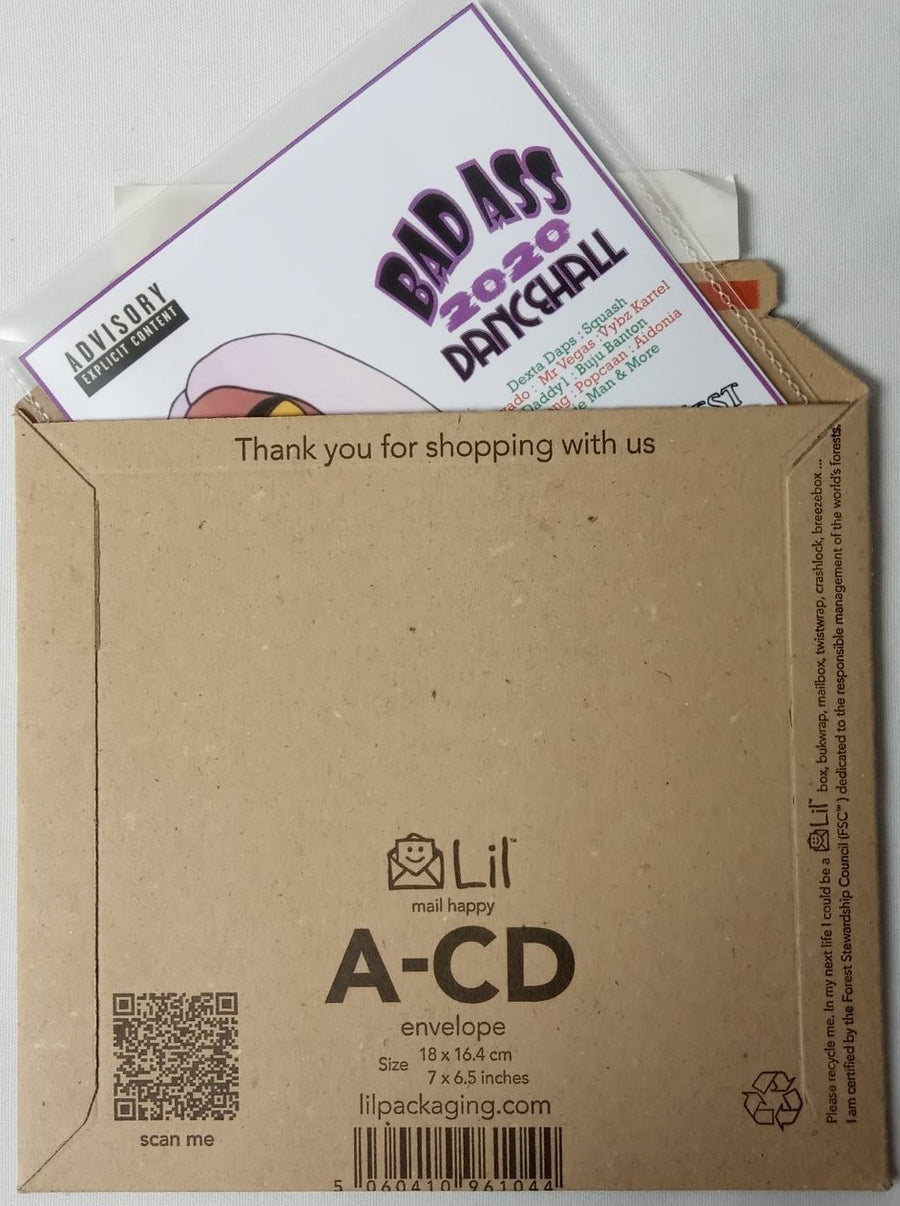 BAD ASS
2020
DANCEHALL
ADVISORY
EXPLICIT CONTENT
Dexta Daps : Squash
: Mr Vegas : Vybz Kartel
Daddy1 : Buju Banton
: Popcaan : Aidonia
Man & More
Thank you for shopping with us
Lil™
mail happy
A-CD
envelope
Size 18 x 16.4 cm
7 x 6.5 inches
lilpackaging.com
scan me
5 060410 961044
Please recycle me. In my next life I could be a Lil™ box, bukwrap, mailbox, twistwrap, crashlock, breezebox ...
I am certified by the Forest Stewardship Council (FSC™) dedicated to the responsible management of the world's forests.